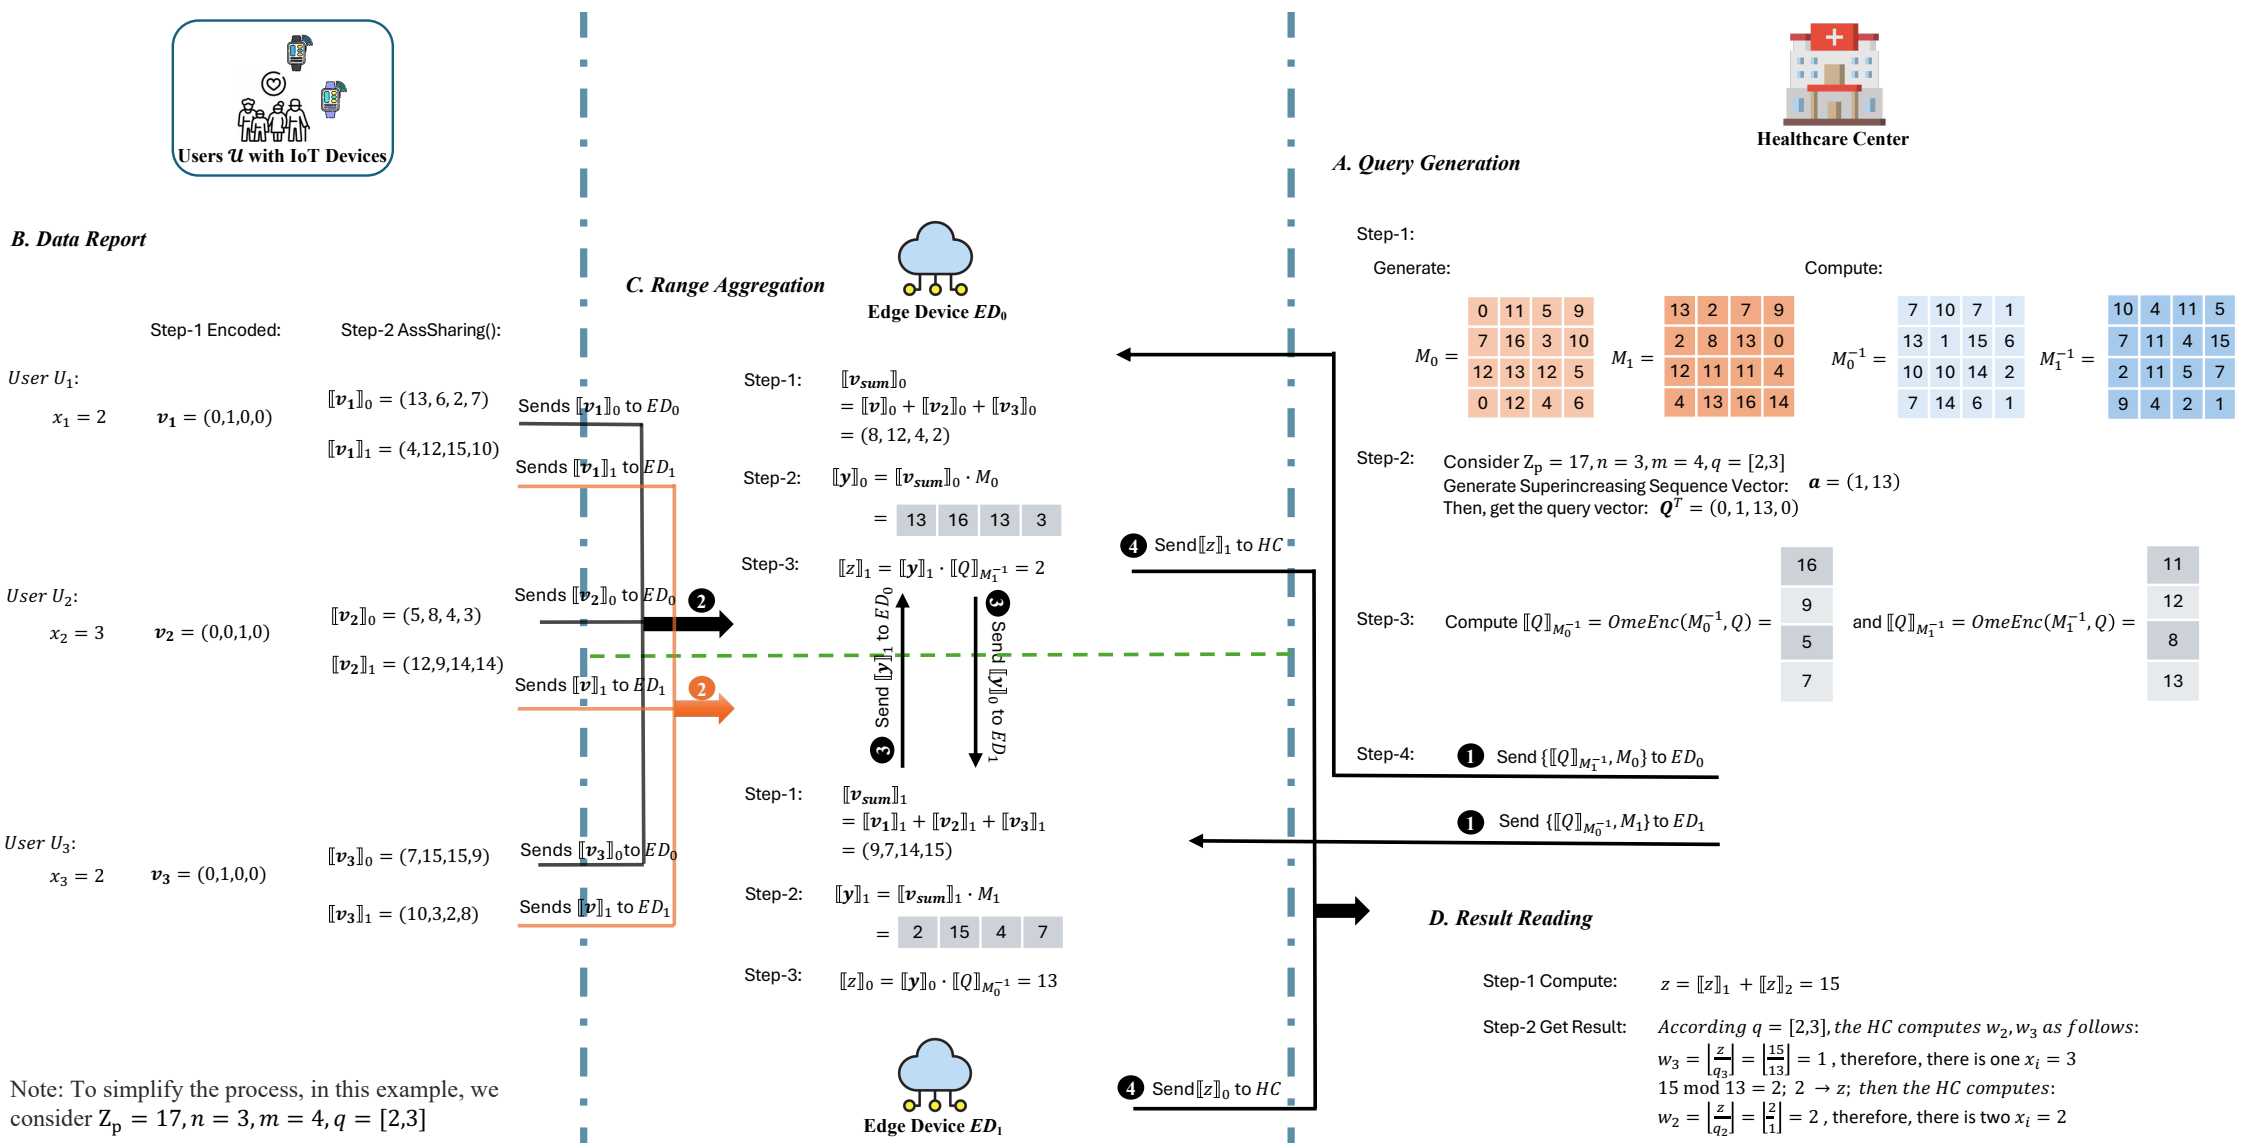 Users 𝒰 with IoT Devices
B. Data Report
Step-1 Encoded:
Step-2 AssSharing():
User U₁:
x₁ = 2
v₁ = (0,1,0,0)
⟦v₁⟧₀ = (13, 6, 2, 7)
⟦v₁⟧₁ = (4,12,15,10)
Sends ⟦v₁⟧₀ to ED₀
Sends ⟦v₁⟧₁ to ED₁
User U₂:
x₂ = 3
v₂ = (0,0,1,0)
⟦v₂⟧₀ = (5, 8, 4, 3)
⟦v₂⟧₁ = (12,9,14,14)
Sends ⟦v₂⟧₀ to ED₀
Sends ⟦v⟧₁ to ED₁
2
2
User U₃:
x₃ = 2
v₃ = (0,1,0,0)
⟦v₃⟧₀ = (7,15,15,9)
⟦v₃⟧₁ = (10,3,2,8)
Sends ⟦v₃⟧₀to ED₀
Sends ⟦v⟧₁ to ED₁
Note: To simplify the process, in this example, we
consider Zₚ = 17, n = 3, m = 4, q = [2,3]
C. Range Aggregation
Edge Device ED₀
Step-1:
⟦v_sum⟧₀
= ⟦v⟧₀ + ⟦v₂⟧₀ + ⟦v₃⟧₀
= (8, 12, 4, 2)
Step-2:
⟦y⟧₀ = ⟦v_sum⟧₀ · M₀
= 13 16 13 3
Step-3:
⟦z⟧₁ = ⟦y⟧₁ · ⟦Q⟧_{M₁⁻¹} = 2
3 Send ⟦y⟧₁ to ED₀
3 Send ⟦y⟧₀ to ED₁
Step-1:
⟦v_sum⟧₁
= ⟦v₁⟧₁ + ⟦v₂⟧₁ + ⟦v₃⟧₁
= (9,7,14,15)
Step-2:
⟦y⟧₁ = ⟦v_sum⟧₁ · M₁
= 2 15 4 7
Step-3:
⟦z⟧₀ = ⟦y⟧₀ · ⟦Q⟧_{M₀⁻¹} = 13
Edge Device ED₁
4 Send⟦z⟧₁ to HC
4 Send⟦z⟧₀ to HC
Healthcare Center
A. Query Generation
Step-1:
Generate:
Compute:
M₀ =
0 11 5 9
7 16 3 10
12 13 12 5
0 12 4 6
M₁ =
13 2 7 9
2 8 13 0
12 11 11 4
4 13 16 14
M₀⁻¹ =
7 10 7 1
13 1 15 6
10 10 14 2
7 14 6 1
M₁⁻¹ =
10 4 11 5
7 11 4 15
2 11 5 7
9 4 2 1
Step-2:
Consider Zₚ = 17, n = 3, m = 4, q = [2,3]
Generate Superincreasing Sequence Vector: a = (1, 13)
Then, get the query vector: Qᵀ = (0, 1, 13, 0)
Step-3:
Compute ⟦Q⟧_{M₀⁻¹} = OmeEnc(M₀⁻¹, Q) =
16
9
5
7
and ⟦Q⟧_{M₁⁻¹} = OmeEnc(M₁⁻¹, Q) =
11
12
8
13
Step-4:
1 Send {⟦Q⟧_{M₁⁻¹}, M₀} to ED₀
1 Send {⟦Q⟧_{M₀⁻¹}, M₁} to ED₁
D. Result Reading
Step-1 Compute:
z = ⟦z⟧₁ + ⟦z⟧₂ = 15
Step-2 Get Result:
According q = [2,3], the HC computes w₂, w₃ as follows:
w₃ = ⌊z/q₃⌋ = ⌊15/13⌋ = 1 , therefore, there is one xᵢ = 3
15 mod 13 = 2; 2 → z; then the HC computes:
w₂ = ⌊z/q₂⌋ = ⌊2/1⌋ = 2 , therefore, there is two xᵢ = 2